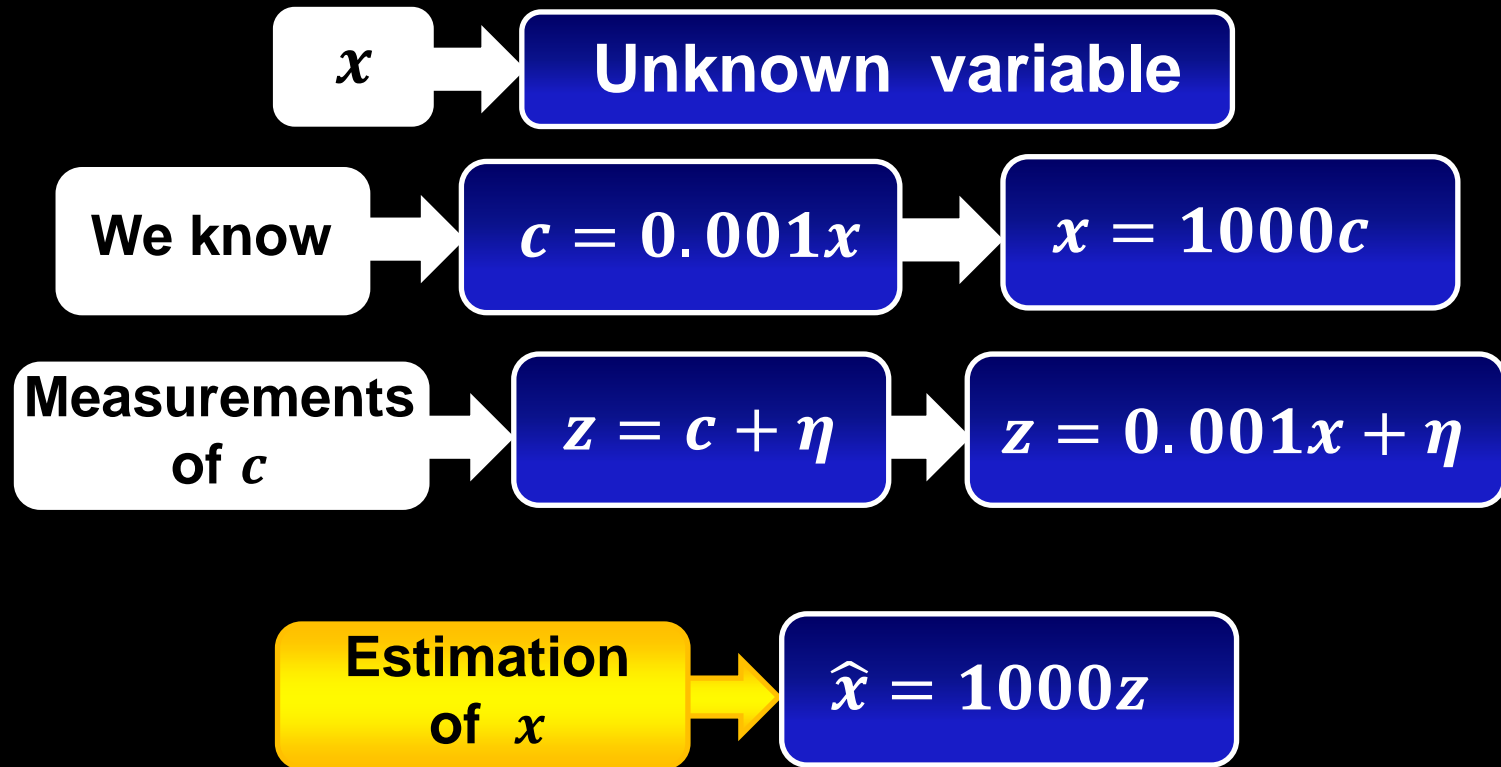 x
Unknown variable
We know
c = 0.001x
x = 1000c
Measurements
of c
z = c + η
z = 0.001x + η
Estimation
of x
x̂ = 1000z